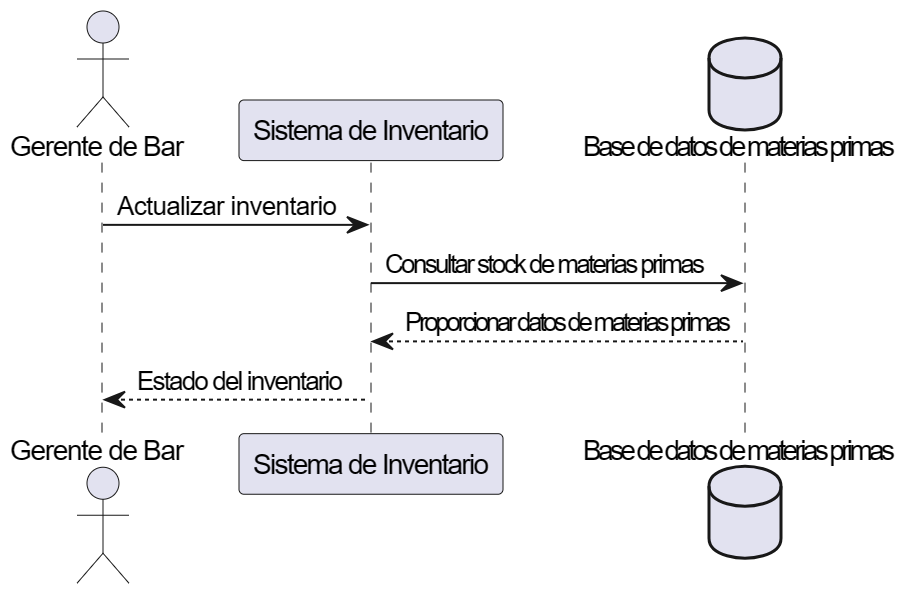 Gerente de Bar
Sistema de Inventario
Base de datos de materias primas
Actualizar inventario
Consultar stock de materias primas
Proporcionar datos de materias primas
Estado del inventario
Gerente de Bar
Sistema de Inventario
Base de datos de materias primas